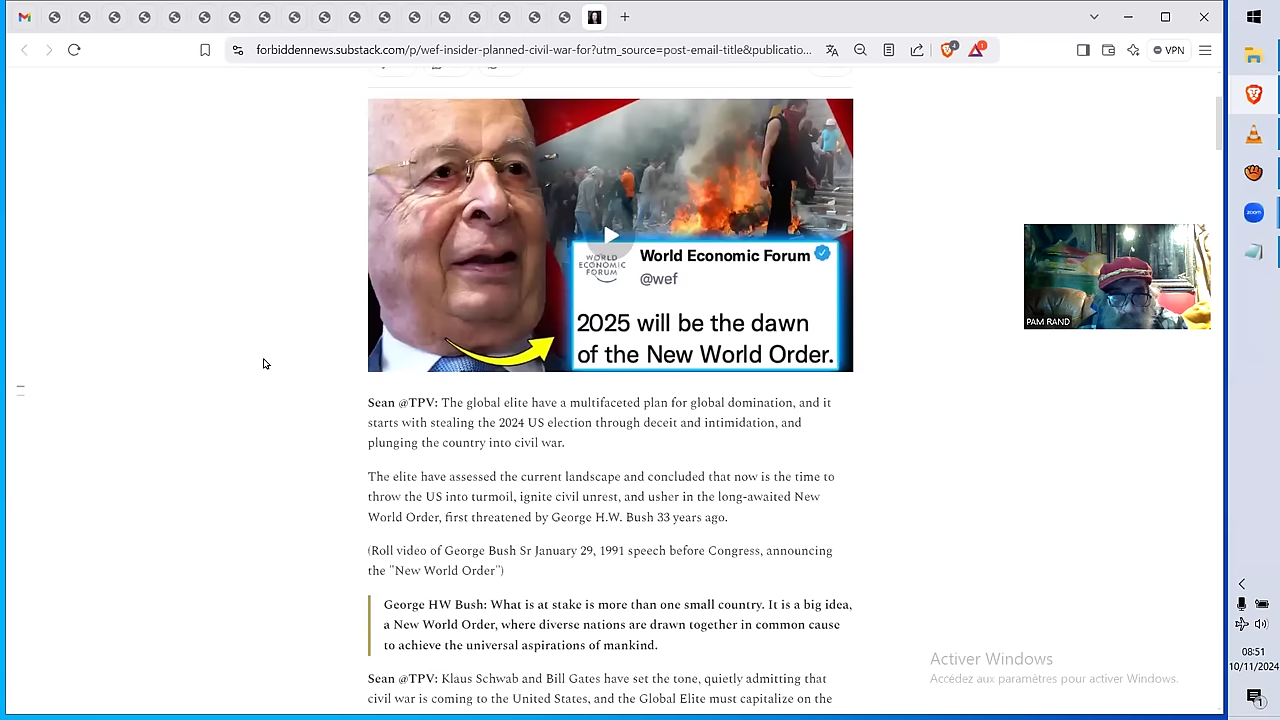 forbiddennews.substack.com/p/wef-insider-planned-civil-war-for?utm_source=post-email-title&publicatio...
4
1
VPN
WORLD
ECONOMIC
FORUM
World Economic Forum
@wef
2025 will be the dawn
of the New World Order.
PAM RAND
zoom
Sean @TPV: The global elite have a multifaceted plan for global domination, and it
starts with stealing the 2024 US election through deceit and intimidation, and
plunging the country into civil war.
The elite have assessed the current landscape and concluded that now is the time to
throw the US into turmoil, ignite civil unrest, and usher in the long-awaited New
World Order, first threatened by George H.W. Bush 33 years ago.
(Roll video of George Bush Sr January 29, 1991 speech before Congress, announcing
the "New World Order")
George HW Bush: What is at stake is more than one small country. It is a big idea,
a New World Order, where diverse nations are drawn together in common cause
to achieve the universal aspirations of mankind.
Sean @TPV: Klaus Schwab and Bill Gates have set the tone, quietly admitting that
civil war is coming to the United States, and the Global Elite must capitalize on the
Activer Windows
Accédez aux paramètres pour activer Windows.
08:51
10/11/2024
1